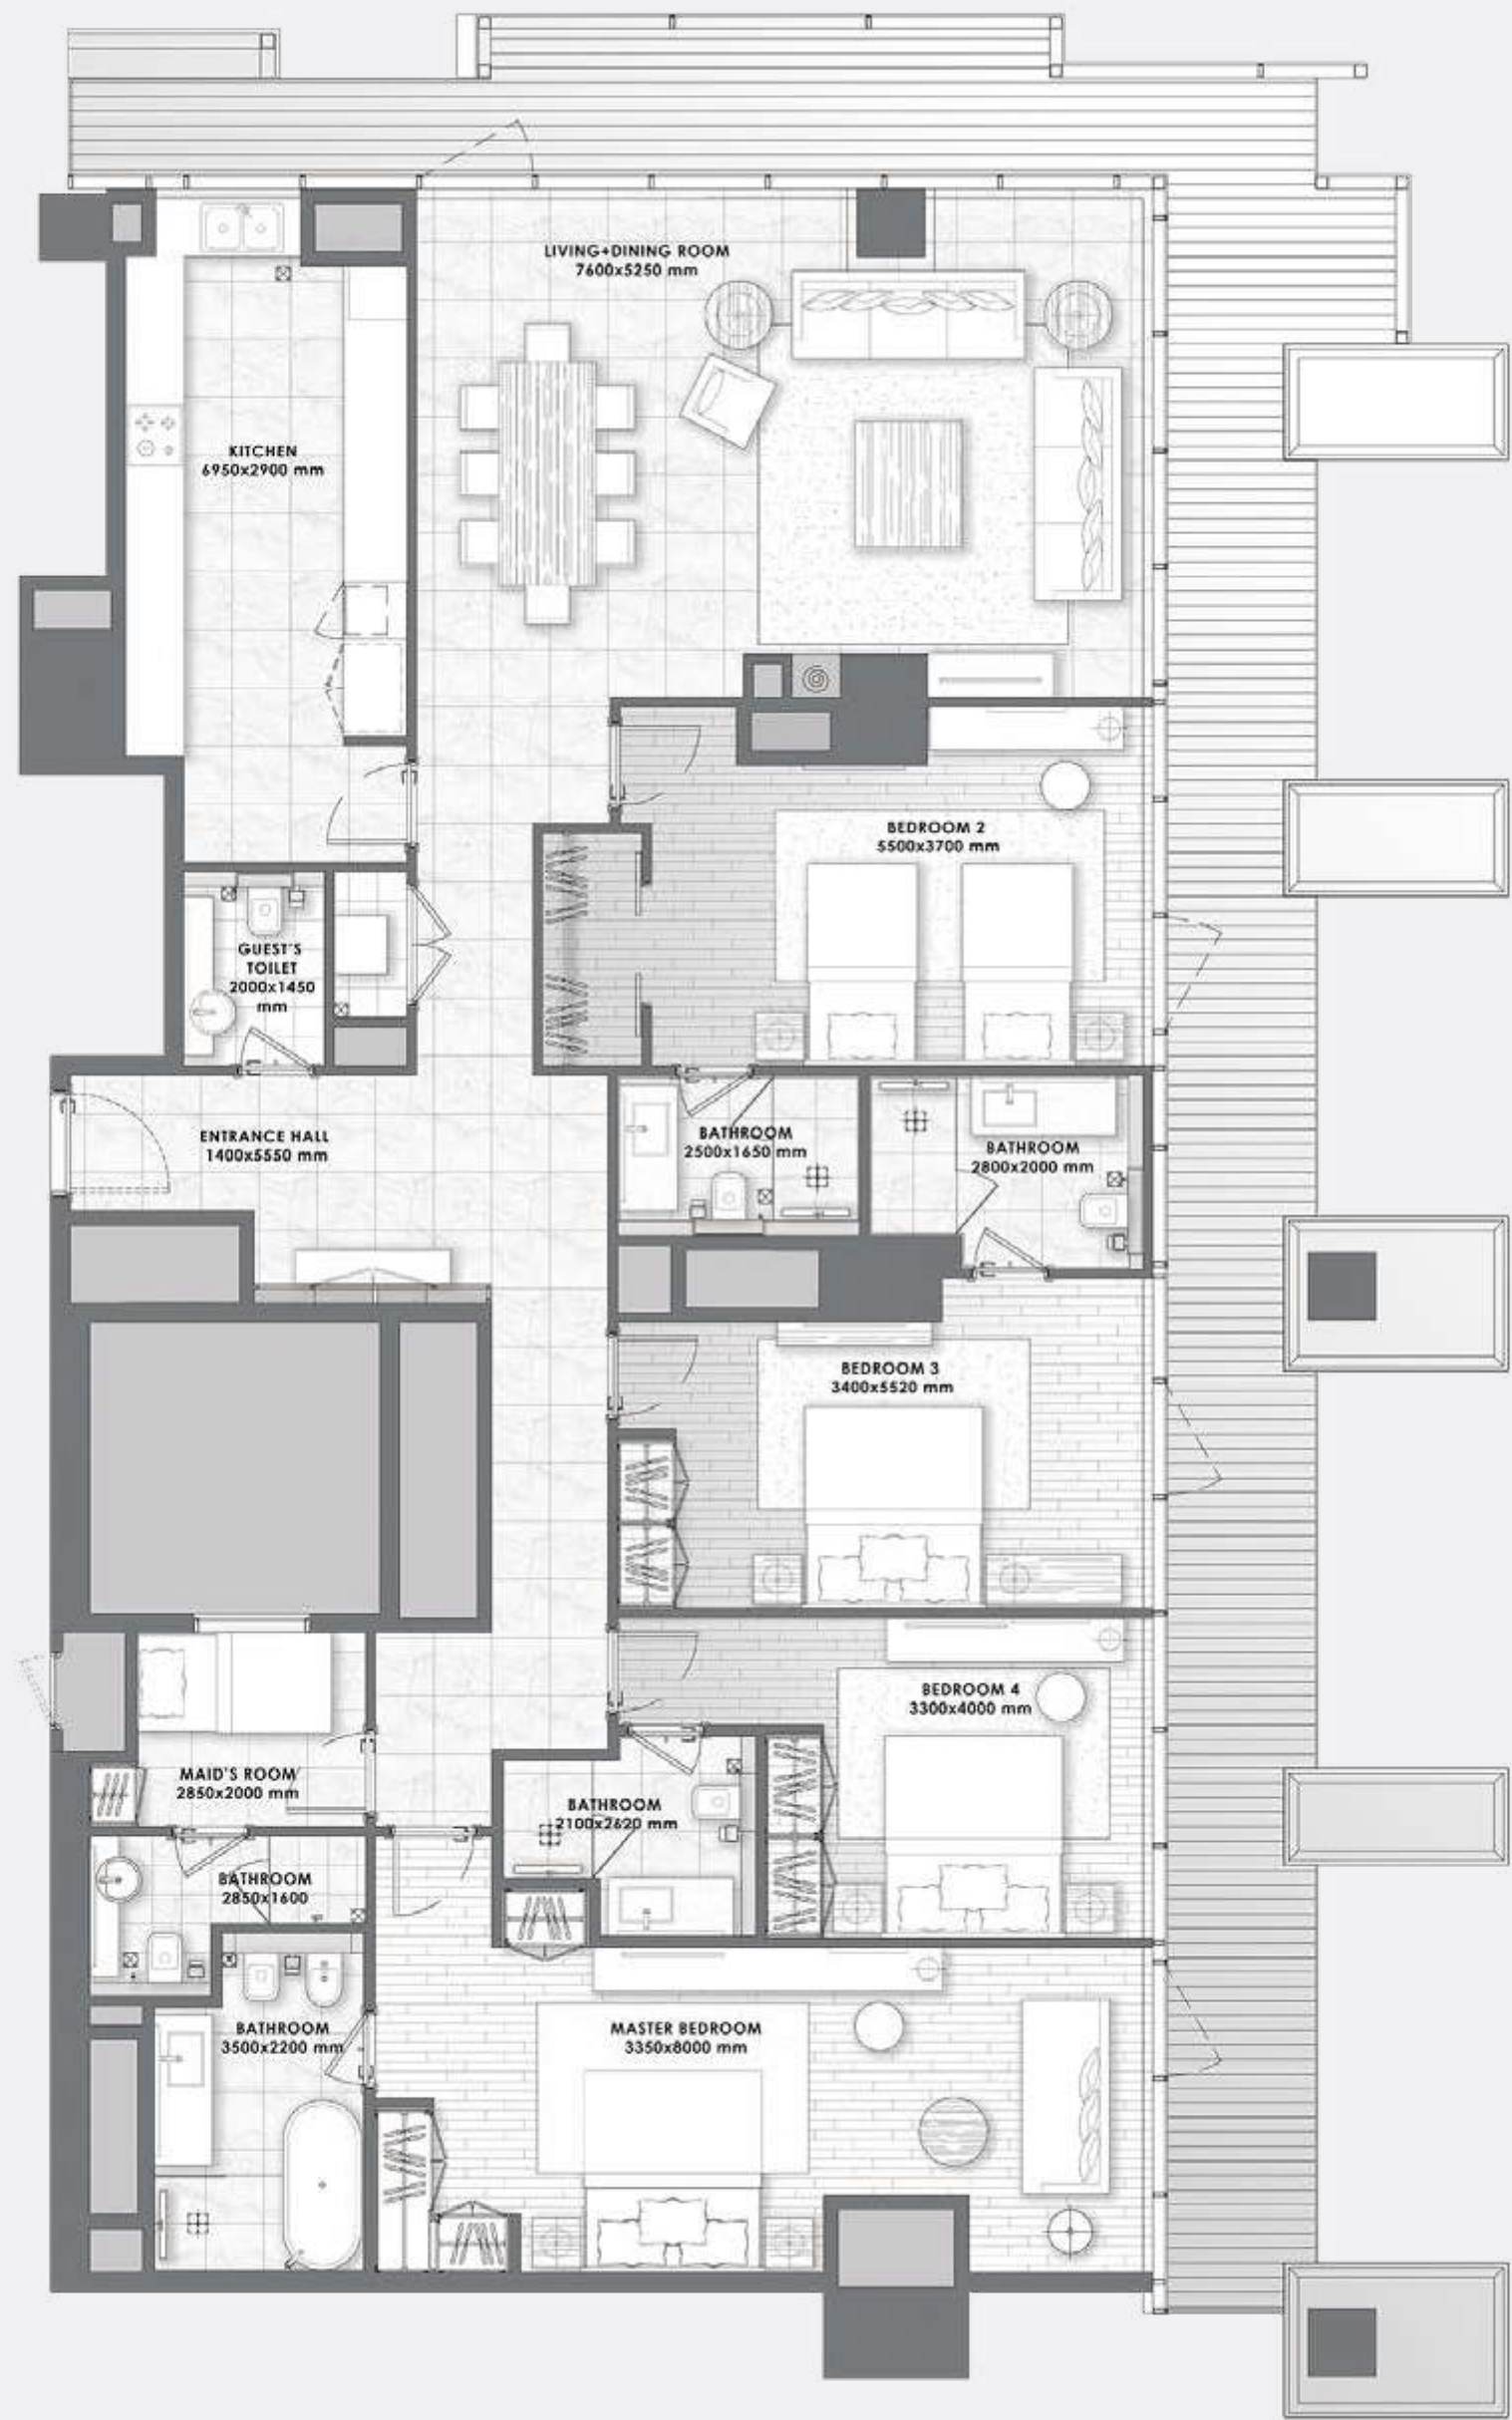 LIVING+DINING ROOM
7600x5250 mm
KITCHEN
6950x2900 mm
BEDROOM 2
5500x3700 mm
GUEST'S
TOILET
2000x1450
mm
ENTRANCE HALL
1400x5550 mm
BATHROOM
2500x1650 mm
BATHROOM
2800x2000 mm
BEDROOM 3
3400x5520 mm
BEDROOM 4
3300x4000 mm
MAID'S ROOM
2850x2000 mm
BATHROOM
2100x2620 mm
BATHROOM
2850x1600
BATHROOM
3500x2200 mm
MASTER BEDROOM
3350x8000 mm